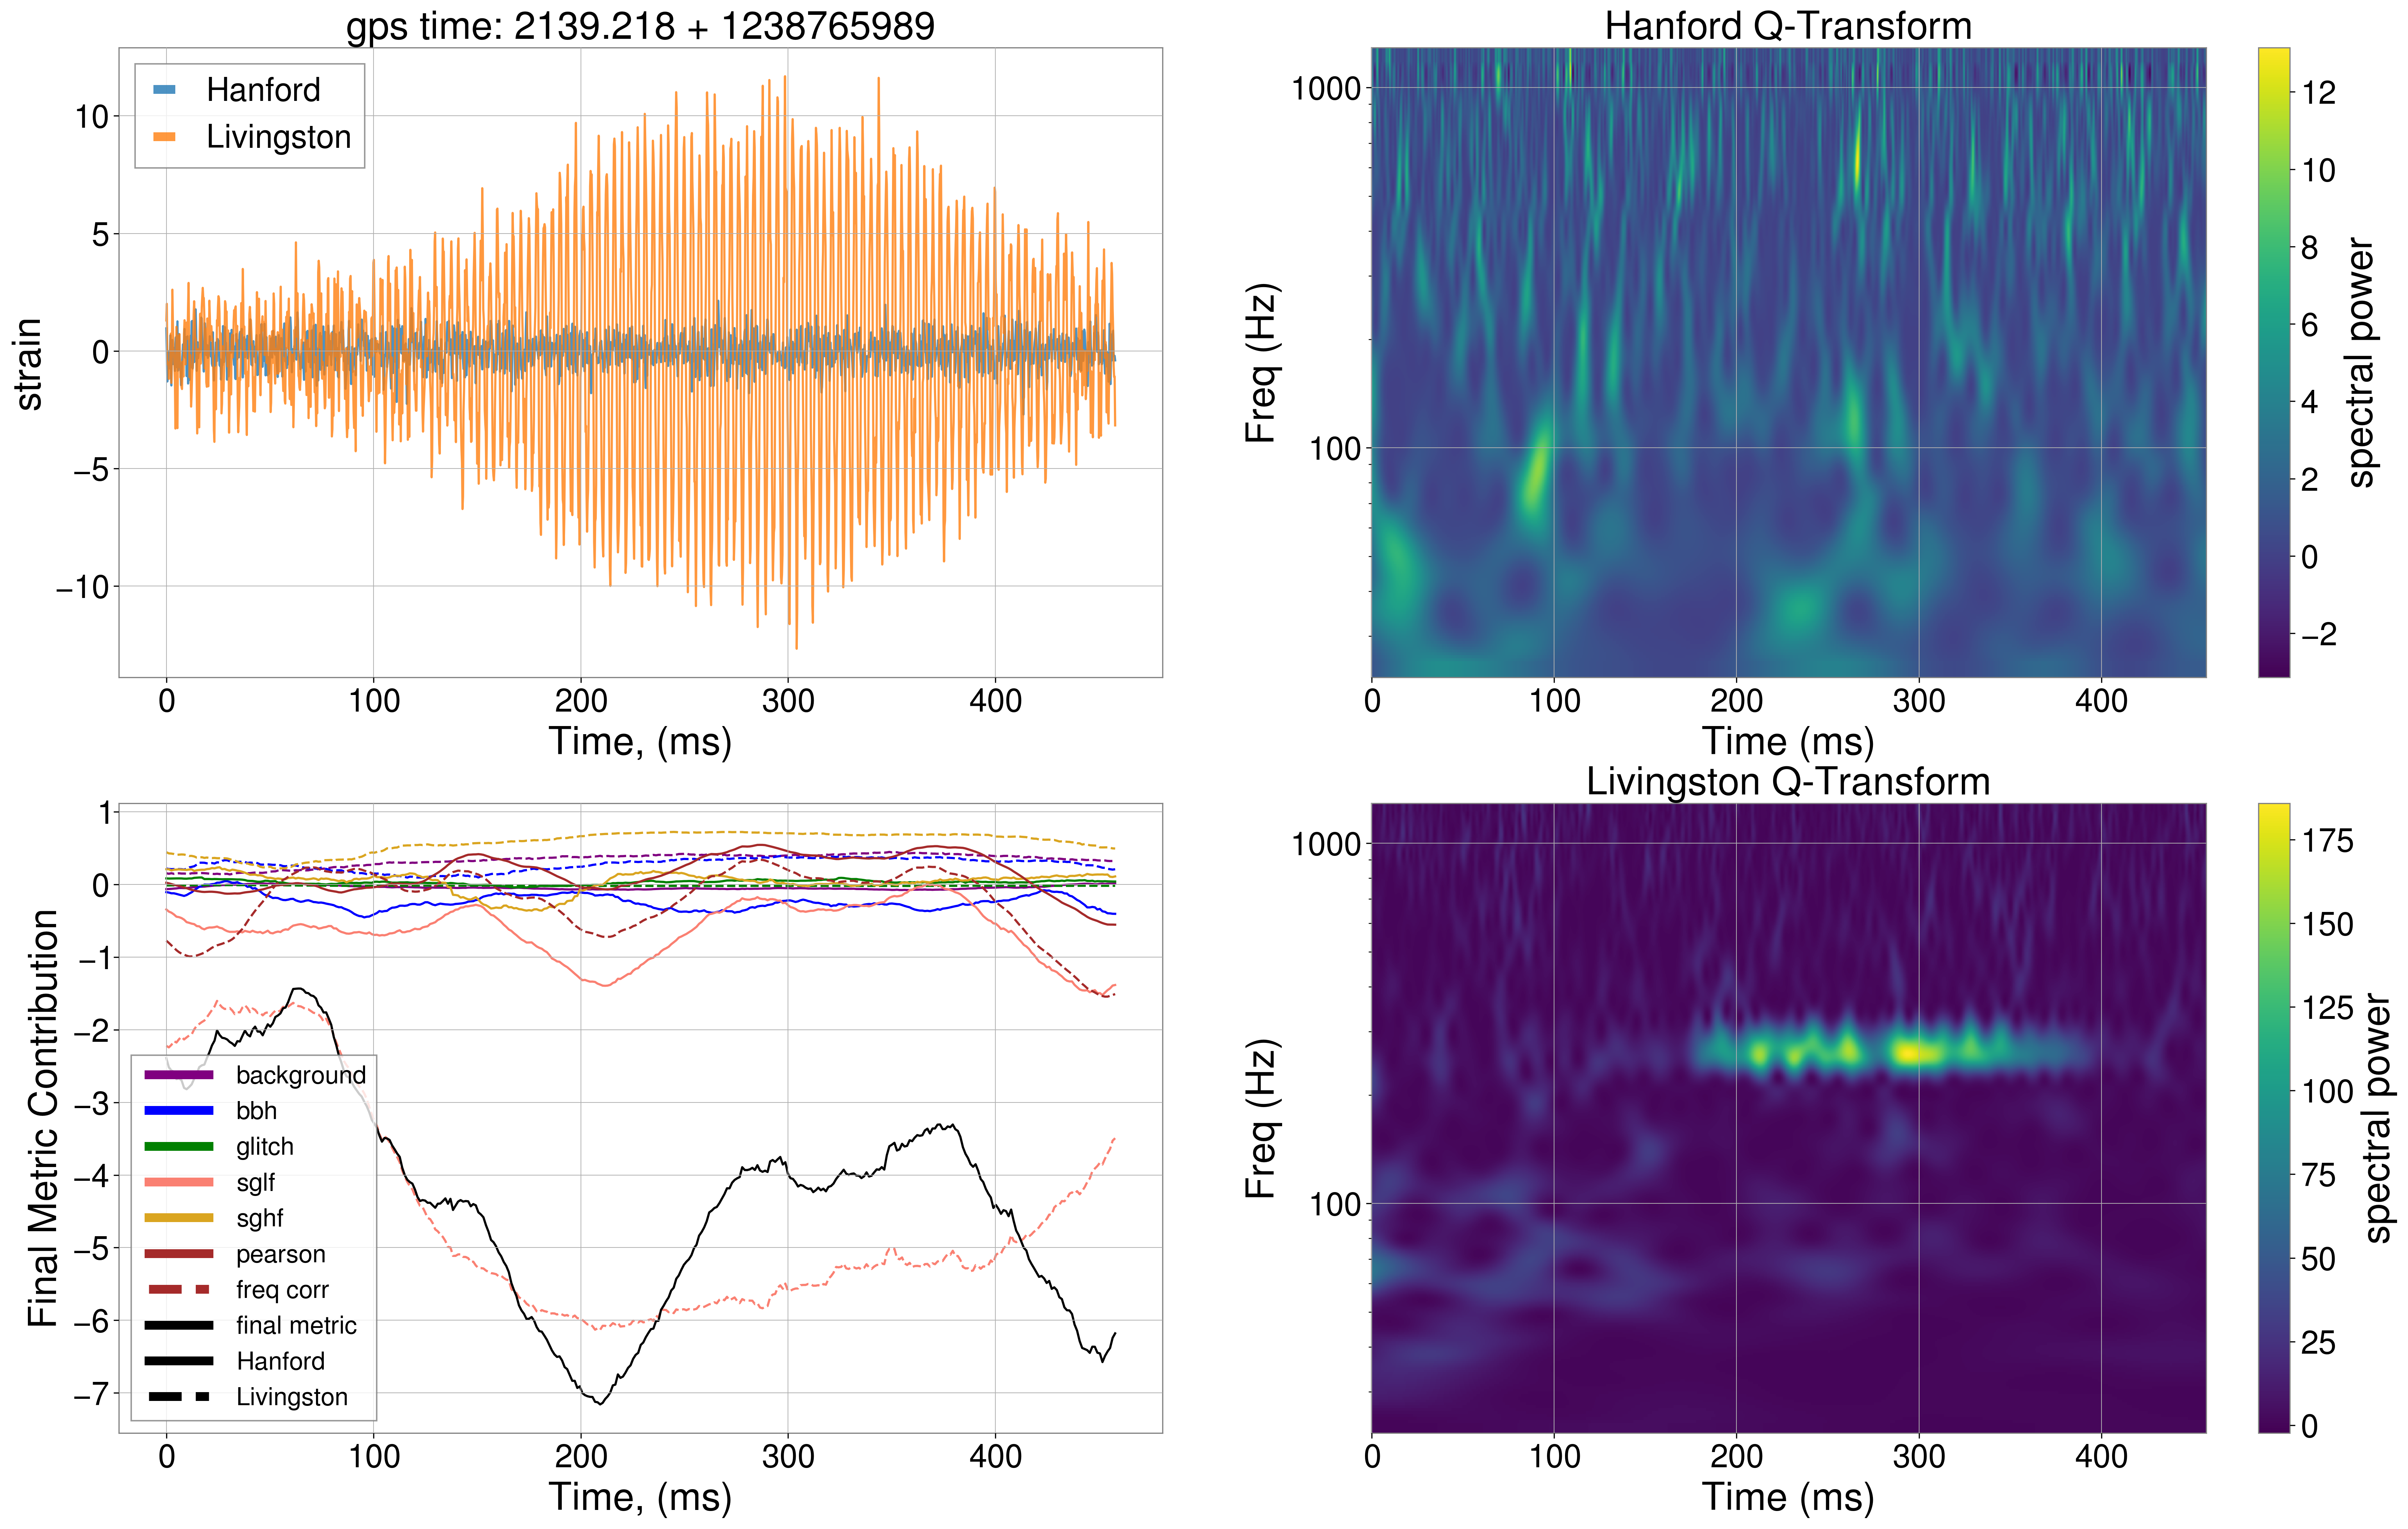 gps time: 2139.218 + 1238765989
Hanford
Livingston
10
5
0
−5
−10
strain
0 100 200 300 400
Time, (ms)
Hanford Q-Transform
1000
100
Freq (Hz)
0 100 200 300 400
Time (ms)
12
10
8
6
4
2
0
−2
spectral power
1
0
−1
−2
−3
−4
−5
−6
−7
Final Metric Contribution
background
bbh
glitch
sglf
sghf
pearson
freq corr
final metric
Hanford
Livingston
0 100 200 300 400
Time, (ms)
Livingston Q-Transform
1000
100
Freq (Hz)
0 100 200 300 400
Time (ms)
175
150
125
100
75
50
25
0
spectral power